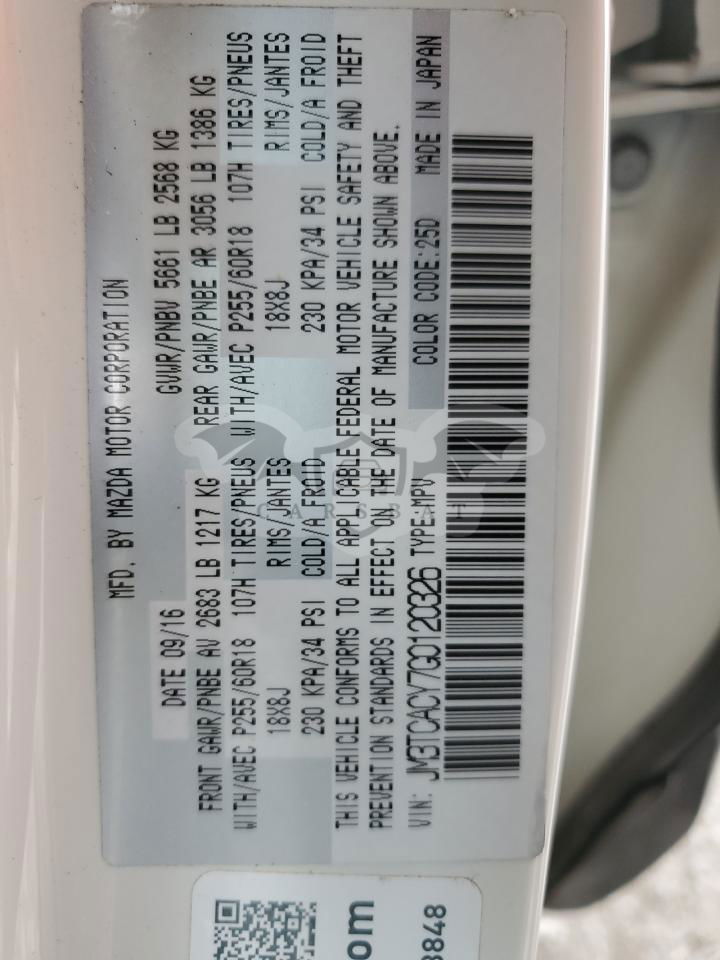 MFD. BY MAZDA MOTOR CORPORATION
DATE 09/16 GVWR/PNBV 5661 LB 2568 KG
FRONT GAWR/PNBE AV 2683 LB 1217 KG REAR GAWR/PNBE AR 3056 LB 1386 KG
WITH/AVEC P255/60R18 107H TIRES/PNEUS WITH/AVEC P255/60R18 107H TIRES/PNEUS
18X8J RIMS/JANTES 18X8J RIMS/JANTES
230 KPA/34 PSI COLD/A FROID 230 KPA/34 PSI COLD/A FROID
THIS VEHICLE CONFORMS TO ALL APPLICABLE FEDERAL MOTOR VEHICLE SAFETY AND THEFT
PREVENTION STANDARDS IN EFFECT ON THE DATE OF MANUFACTURE SHOWN ABOVE.
VIN: JM3TCACY7G0120326 TYPE:MPV COLOR CODE:25D MADE IN JAPAN
CARSBAT
om
3848